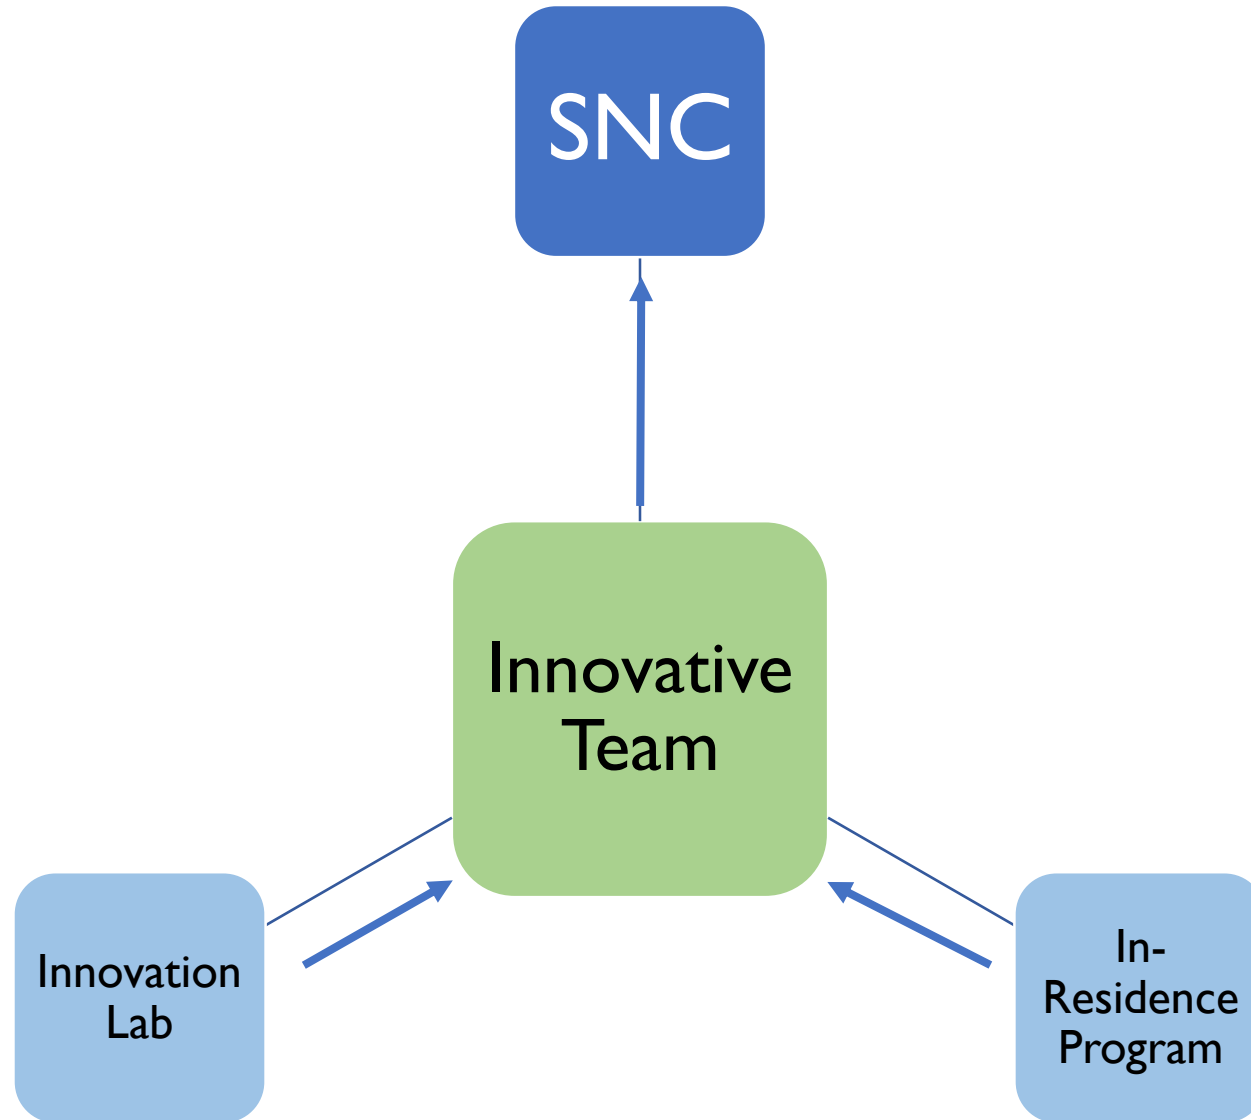 SNC
Innovative
Team
Innovation
Lab
In-
Residence
Program